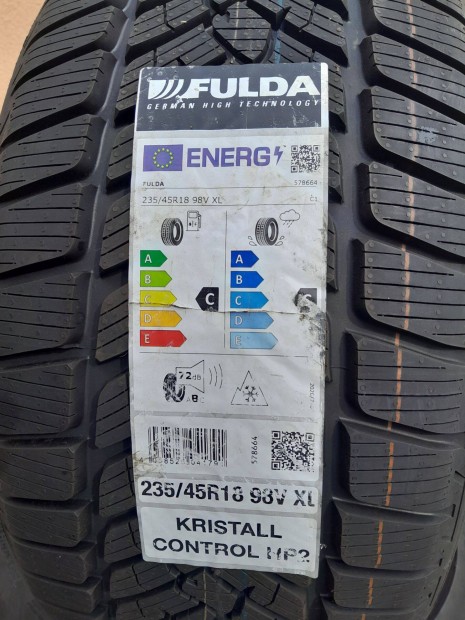 FULDA
GERMAN HIGH TECHNOLOGY
ENERG
FULDA 578664
235/45R18 98V XL C1
A A
B B
C C C
D D
E E
72dB
B
578664
235/45R18 98V XL
KRISTALL
CONTROL HP2